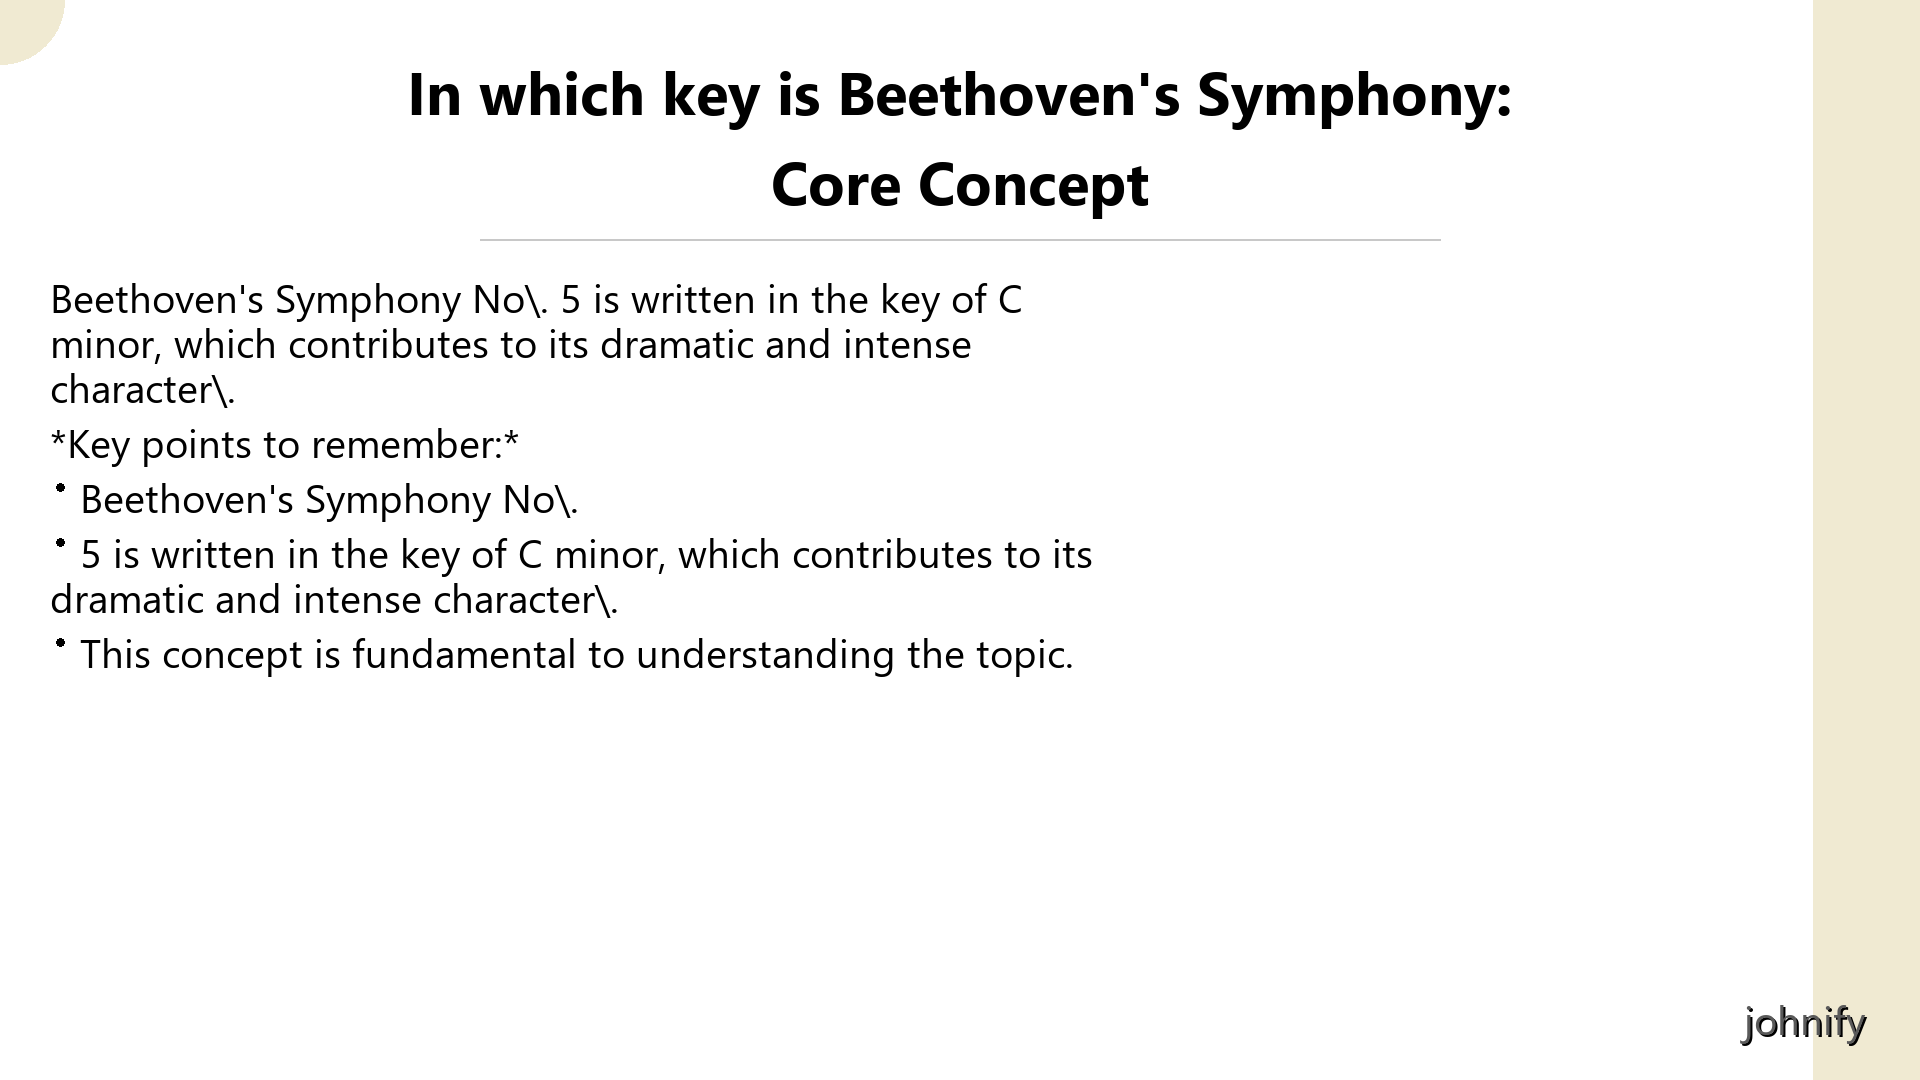 In which key is Beethoven's Symphony:
Core Concept
Beethoven's Symphony No\. 5 is written in the key of C
minor, which contributes to its dramatic and intense
character\.
*Key points to remember:*
• Beethoven's Symphony No\.
• 5 is written in the key of C minor, which contributes to its
dramatic and intense character\.
• This concept is fundamental to understanding the topic.
johnify